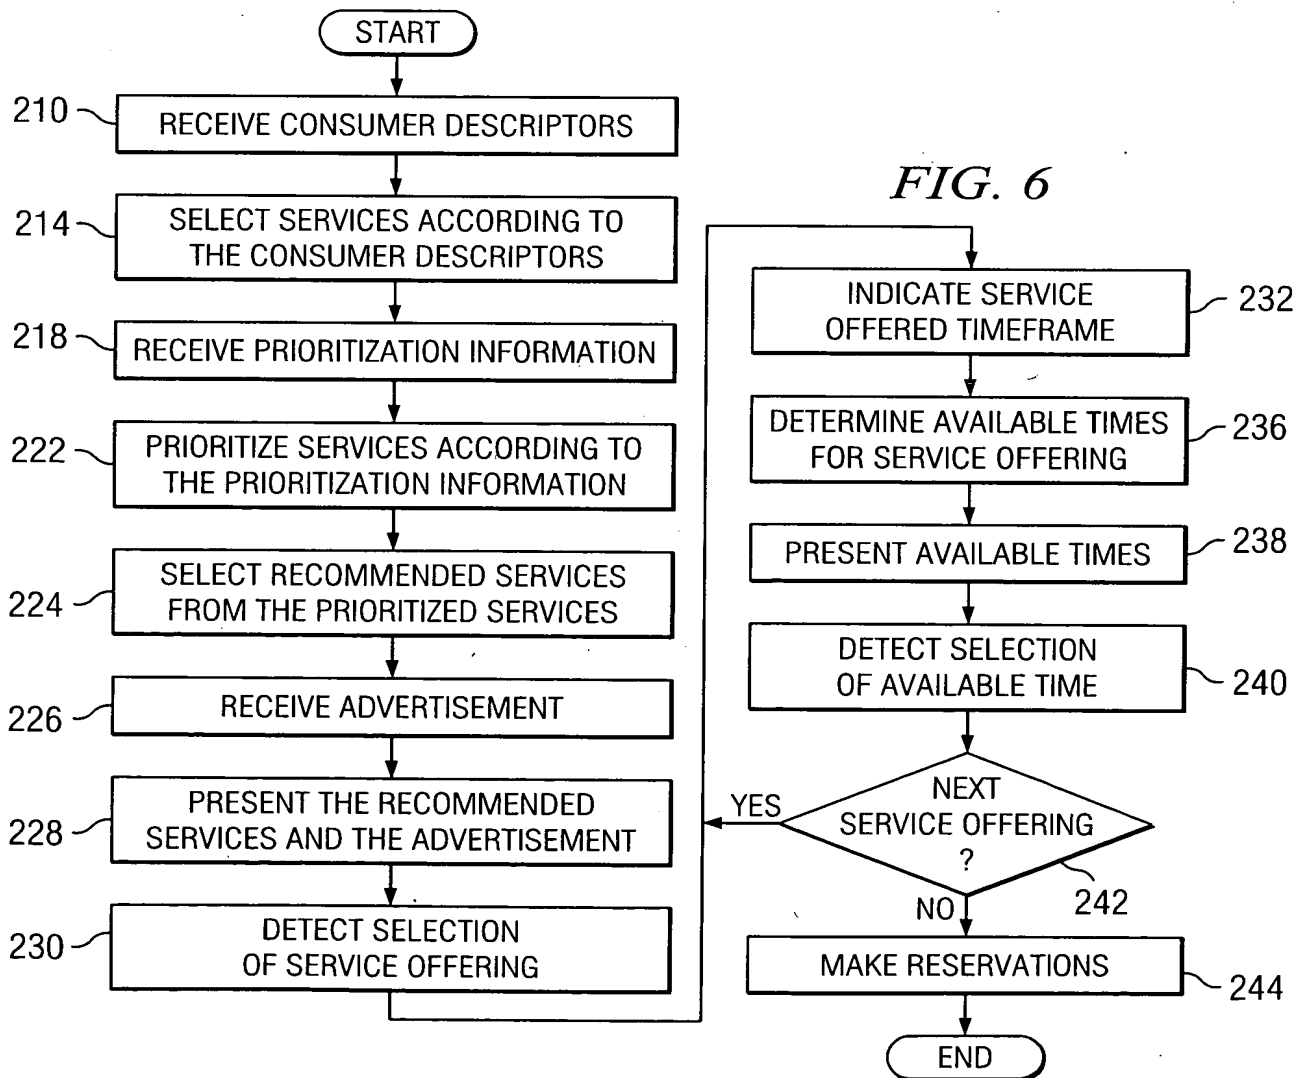 START
210
RECEIVE CONSUMER DESCRIPTORS
214
SELECT SERVICES ACCORDING TO
THE CONSUMER DESCRIPTORS
218
RECEIVE PRIORITIZATION INFORMATION
222
PRIORITIZE SERVICES ACCORDING TO
THE PRIORITIZATION INFORMATION
224
SELECT RECOMMENDED SERVICES
FROM THE PRIORITIZED SERVICES
226
RECEIVE ADVERTISEMENT
228
PRESENT THE RECOMMENDED
SERVICES AND THE ADVERTISEMENT
230
DETECT SELECTION
OF SERVICE OFFERING
FIG. 6
INDICATE SERVICE
OFFERED TIMEFRAME
232
DETERMINE AVAILABLE TIMES
FOR SERVICE OFFERING
236
PRESENT AVAILABLE TIMES
238
DETECT SELECTION
OF AVAILABLE TIME
240
YES
NEXT
SERVICE OFFERING
?
242
NO
MAKE RESERVATIONS
244
END